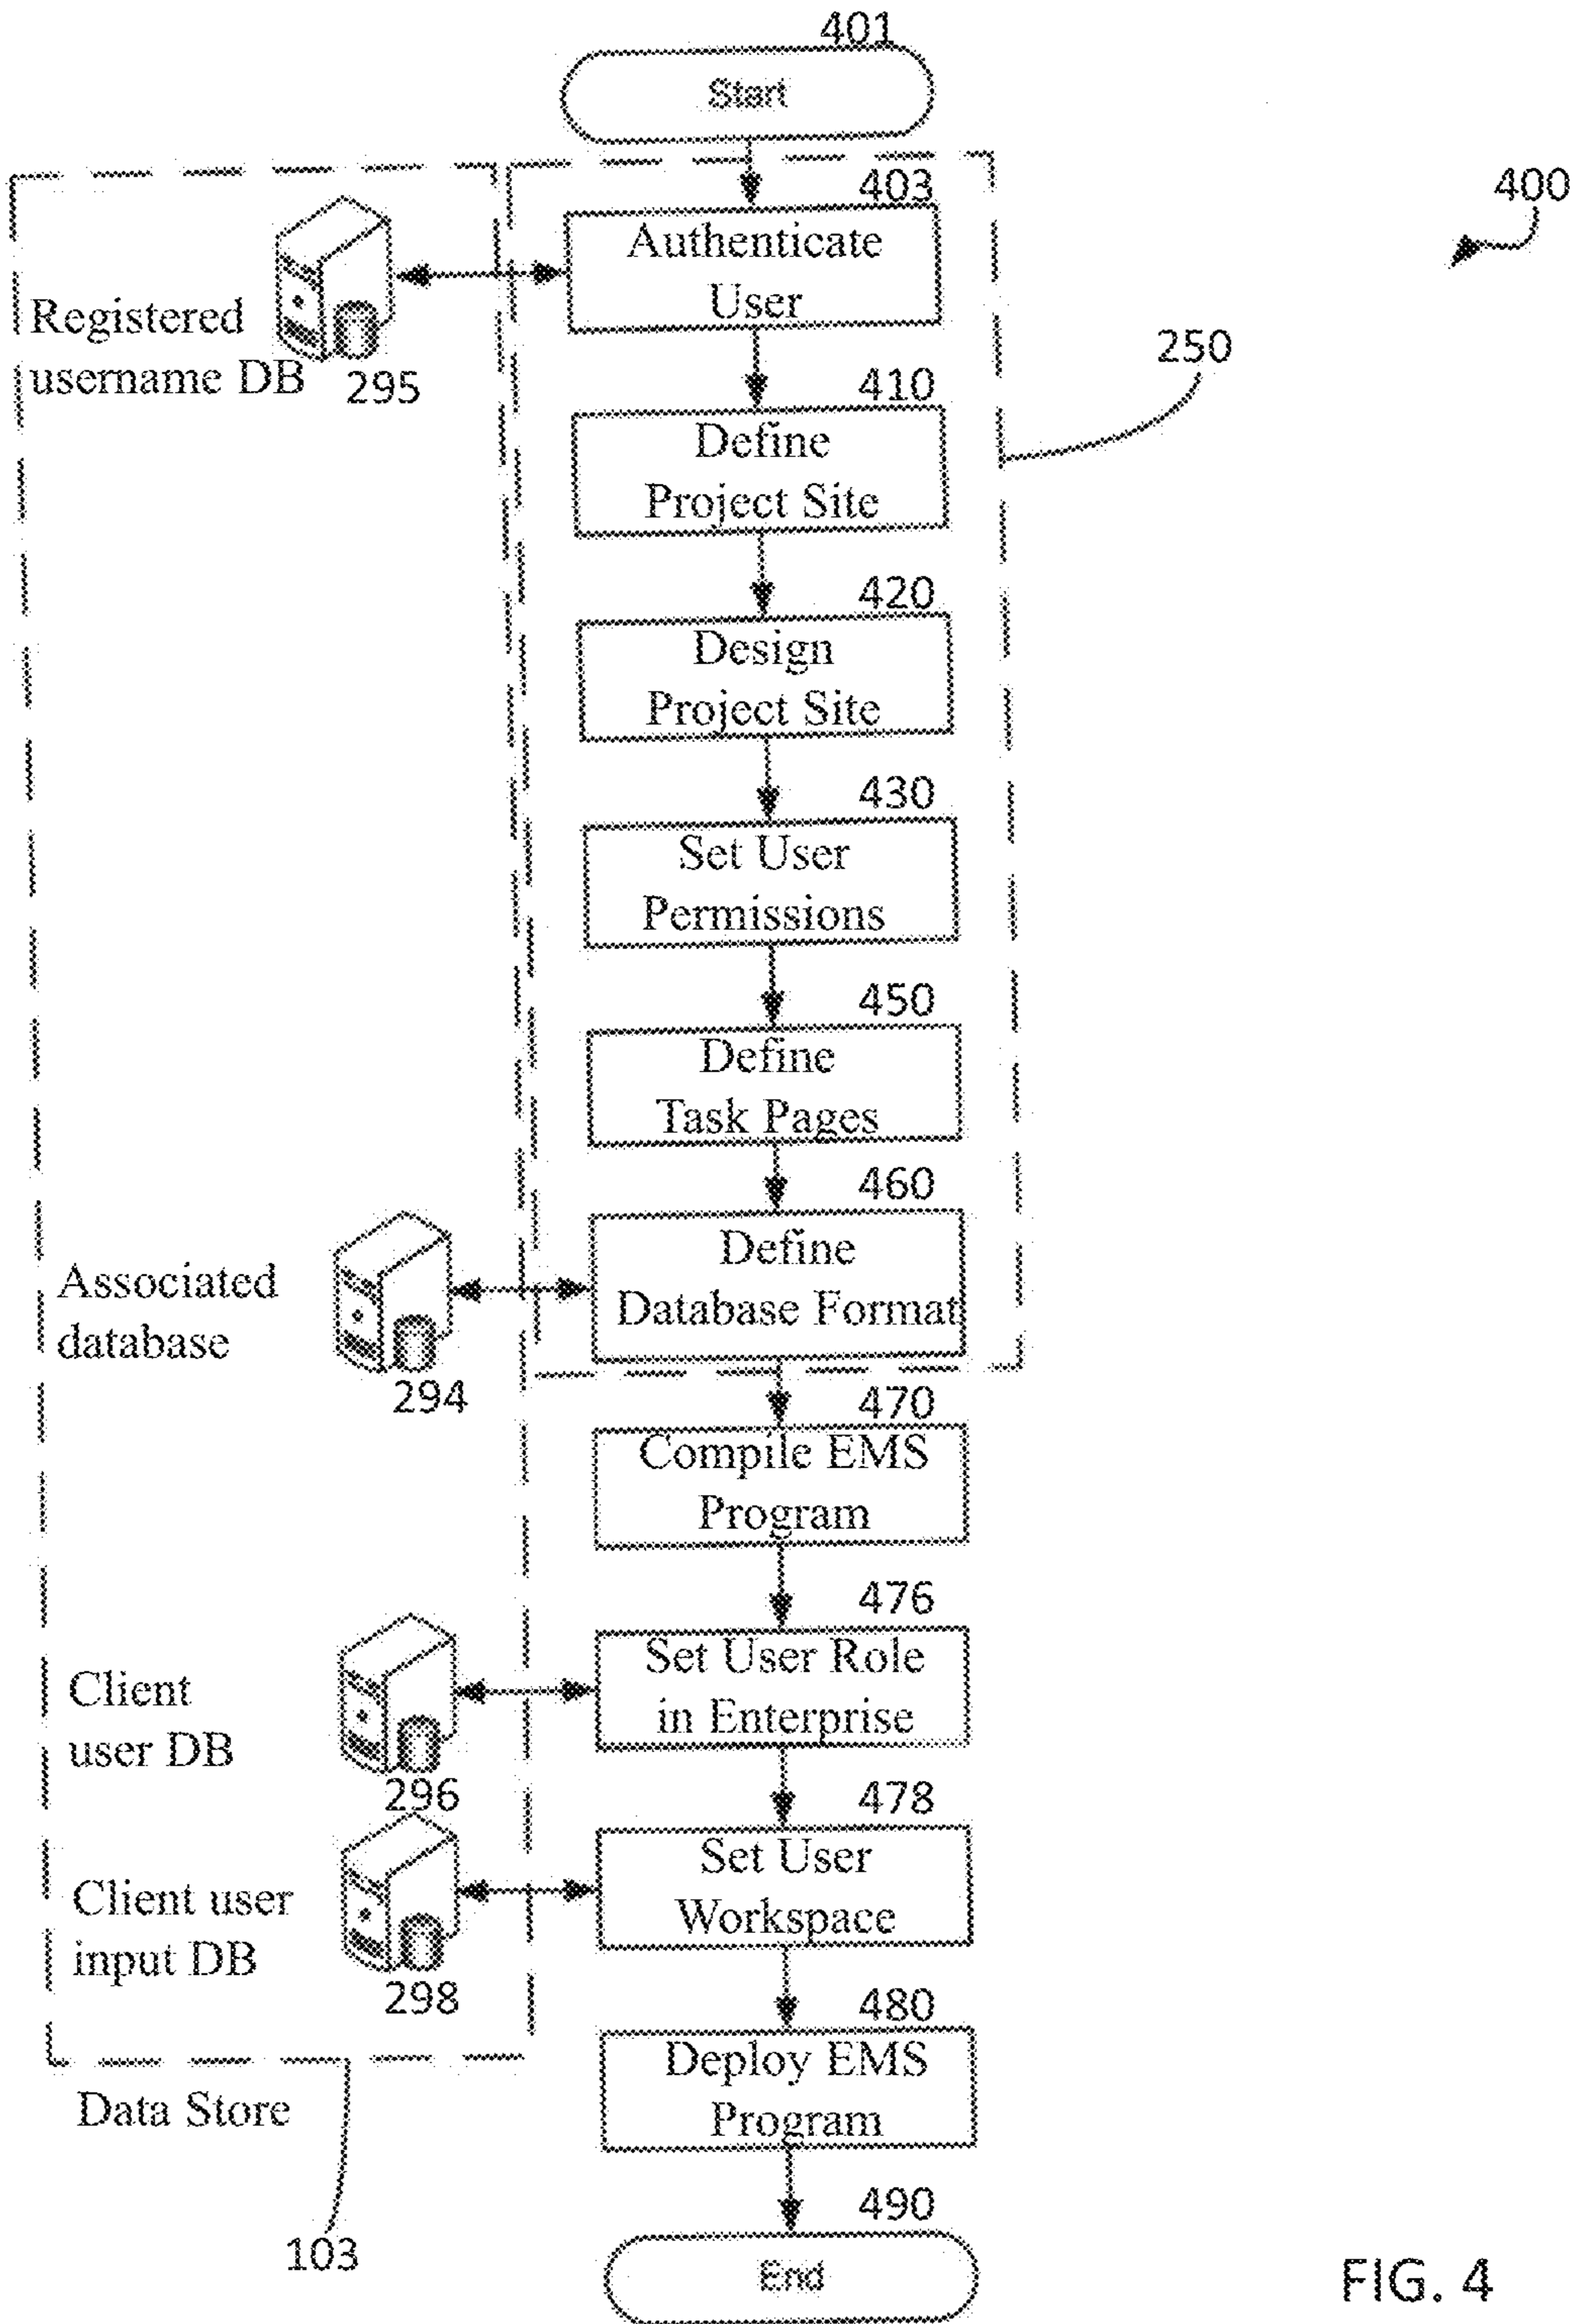 401
Start
400
403
Authenticate
User
Registered
username DB
295
250
410
Define
Project Site
420
Design
Project Site
430
Set User
Permissions
450
Define
Task Pages
460
Define
Database Format
Associated
database
294
470
Compile EMS
Program
476
Set User Role
in Enterprise
Client
user DB
296
478
Set User
Workspace
Client user
input DB
298
480
Deploy EMS
Program
Data Store
103
490
End
FIG. 4